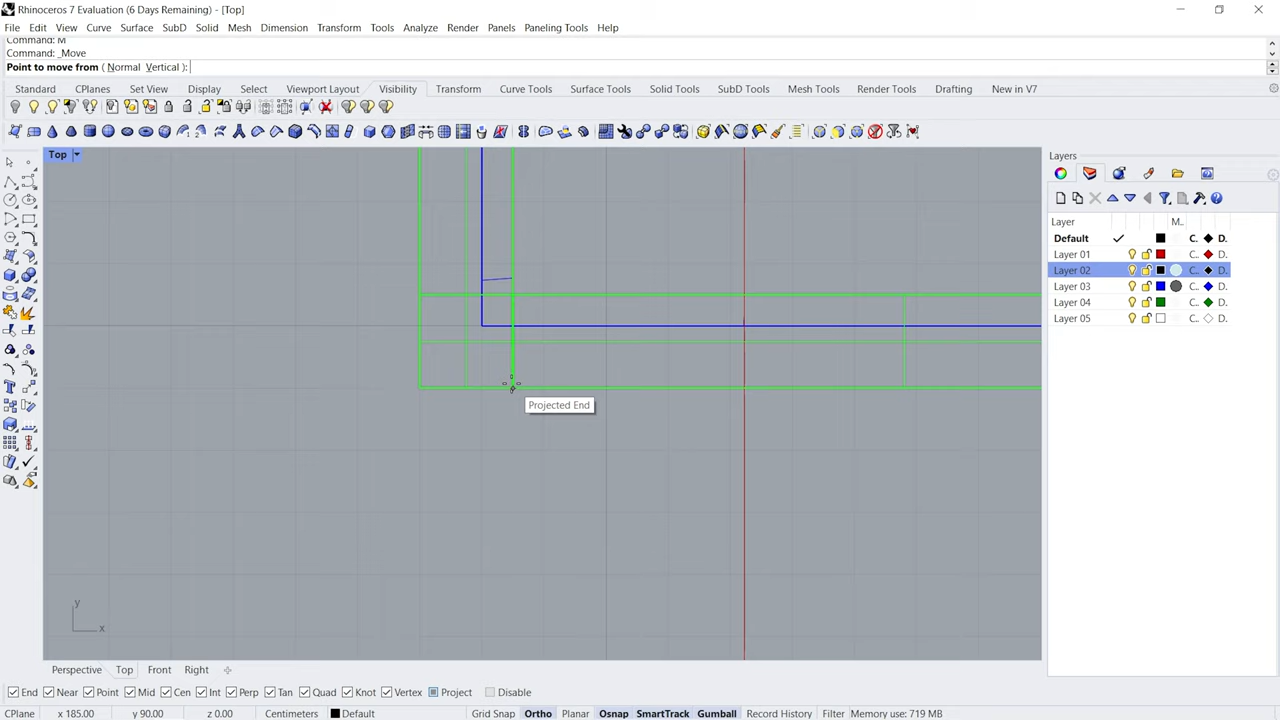 Rhinoceros 7 Evaluation (6 Days Remaining) - [Top]
File Edit View Curve Surface SubD Solid Mesh Dimension Transform Tools Analyze Render Panels Paneling Tools Help
Command: M
Command: _Move
Point to move from ( Normal Vertical ):
Standard CPlanes Set View Display Select Viewport Layout Visibility Transform Curve Tools Surface Tools Solid Tools SubD Tools Mesh Tools Render Tools Drafting New in V7
Top
Layers
Layer M..
Default C.. D.
Layer 01 C.. D.
Layer 02 C.. D.
Layer 03 C.. D.
Layer 04 C.. D.
Layer 05 C.. D.
Projected End
y
x
Perspective Top Front Right
End Near Point Mid Cen Int Perp Tan Quad Knot Vertex Project Disable
CPlane x 185.00 y 90.00 z 0.00 Centimeters Default Grid Snap Ortho Planar Osnap SmartTrack Gumball Record History Filter Memory use: 719 MB